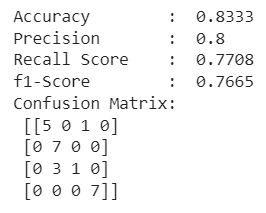 Accuracy : 0.8333
Precision : 0.8
Recall Score : 0.7708
f1-Score : 0.7665
Confusion Matrix:
[[5 0 1 0]
[0 7 0 0]
[0 3 1 0]
[0 0 0 7]]